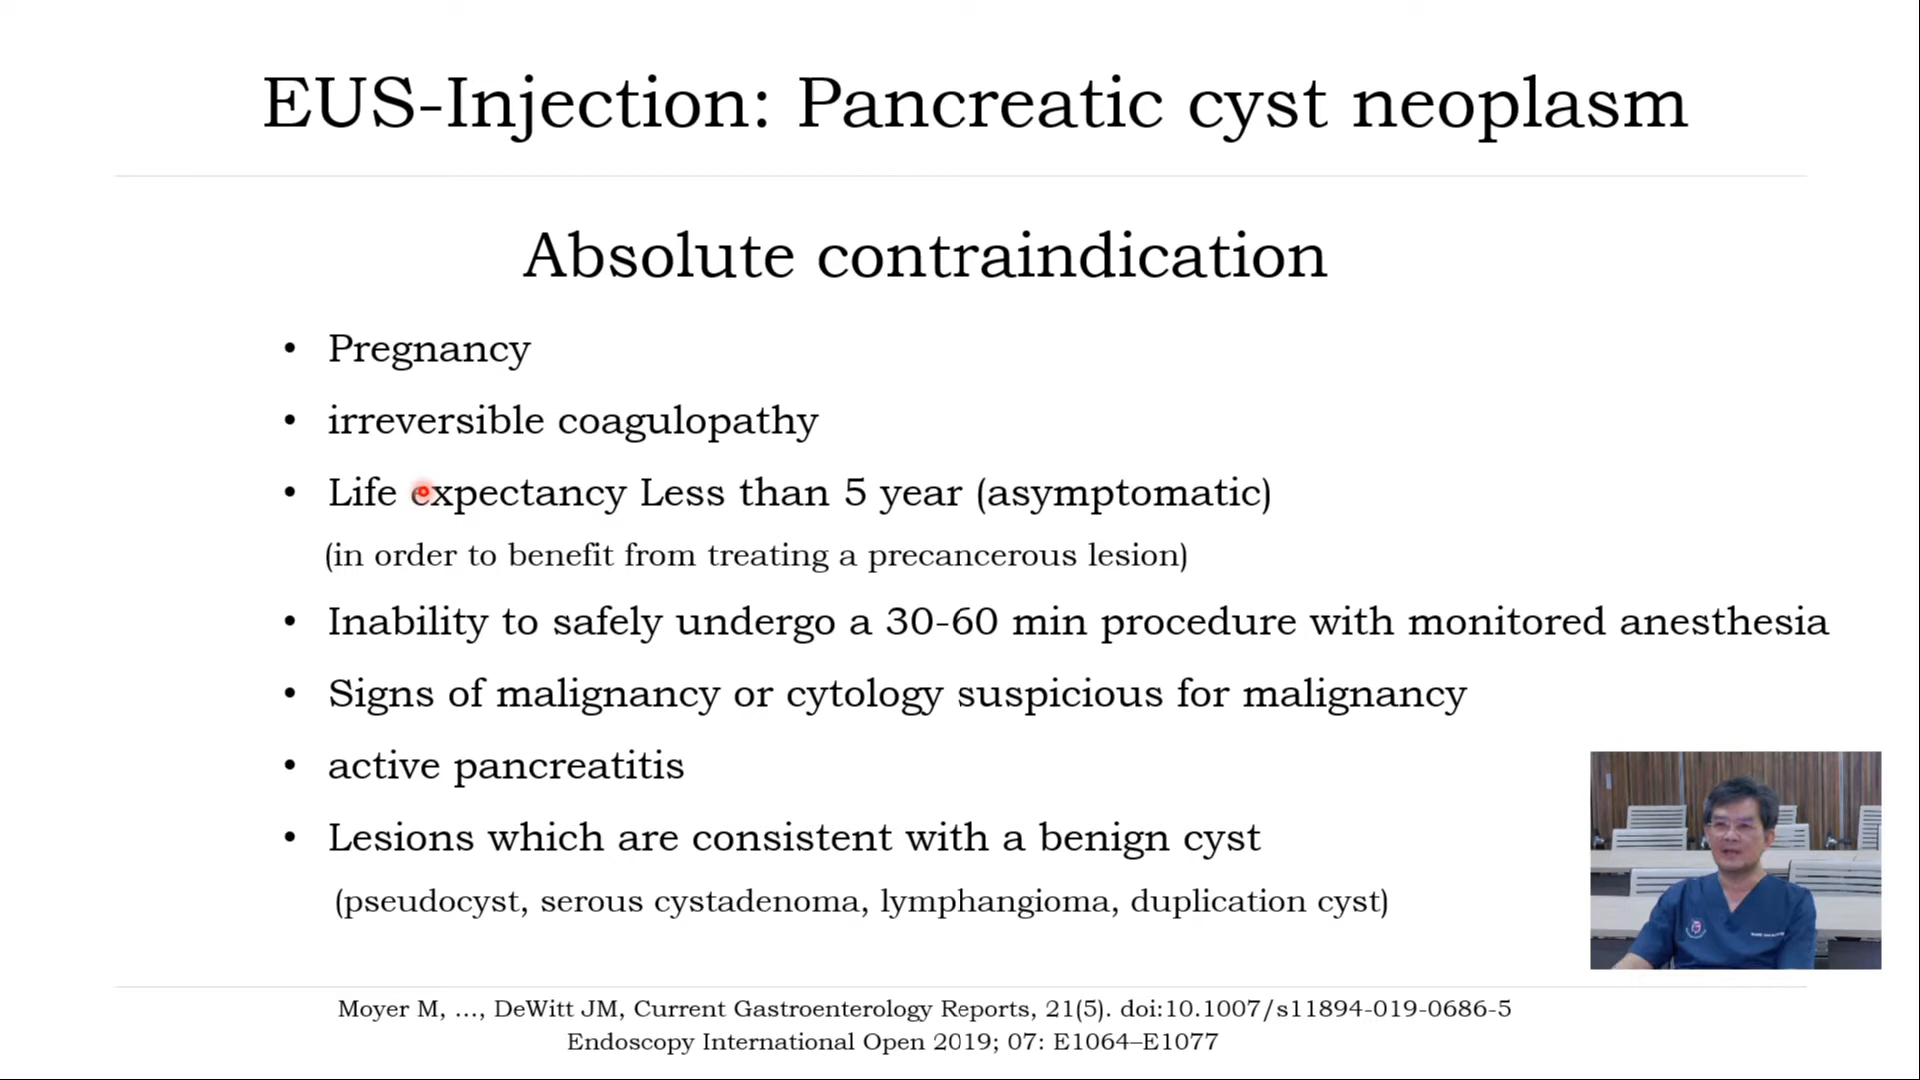 EUS-Injection: Pancreatic cyst neoplasm
Absolute contraindication
• Pregnancy
• irreversible coagulopathy
• Life expectancy Less than 5 year (asymptomatic)
(in order to benefit from treating a precancerous lesion)
• Inability to safely undergo a 30-60 min procedure with monitored anesthesia
• Signs of malignancy or cytology suspicious for malignancy
• active pancreatitis
• Lesions which are consistent with a benign cyst
(pseudocyst, serous cystadenoma, lymphangioma, duplication cyst)
Moyer M, ..., DeWitt JM, Current Gastroenterology Reports, 21(5). doi:10.1007/s11894-019-0686-5
Endoscopy International Open 2019; 07: E1064–E1077